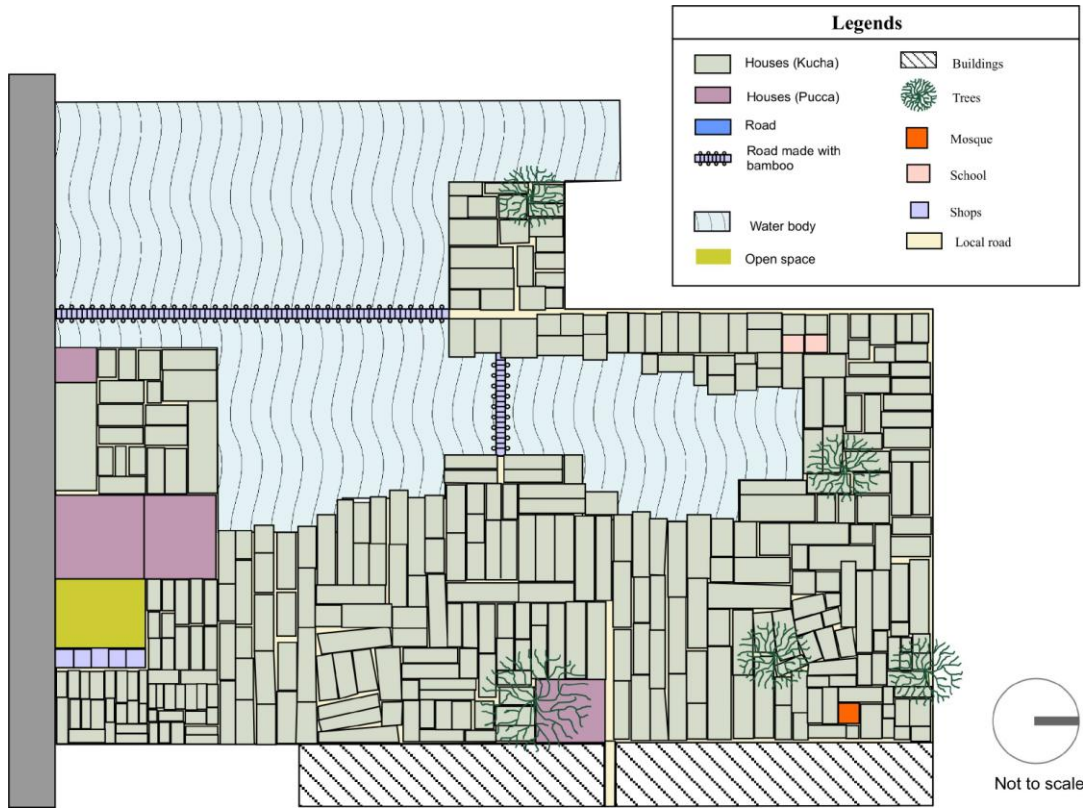 Legends
Houses (Kucha)
Houses (Pucca)
Road
Road made with
bamboo
Water body
Open space
Buildings
Trees
Mosque
School
Shops
Local road
Not to scale